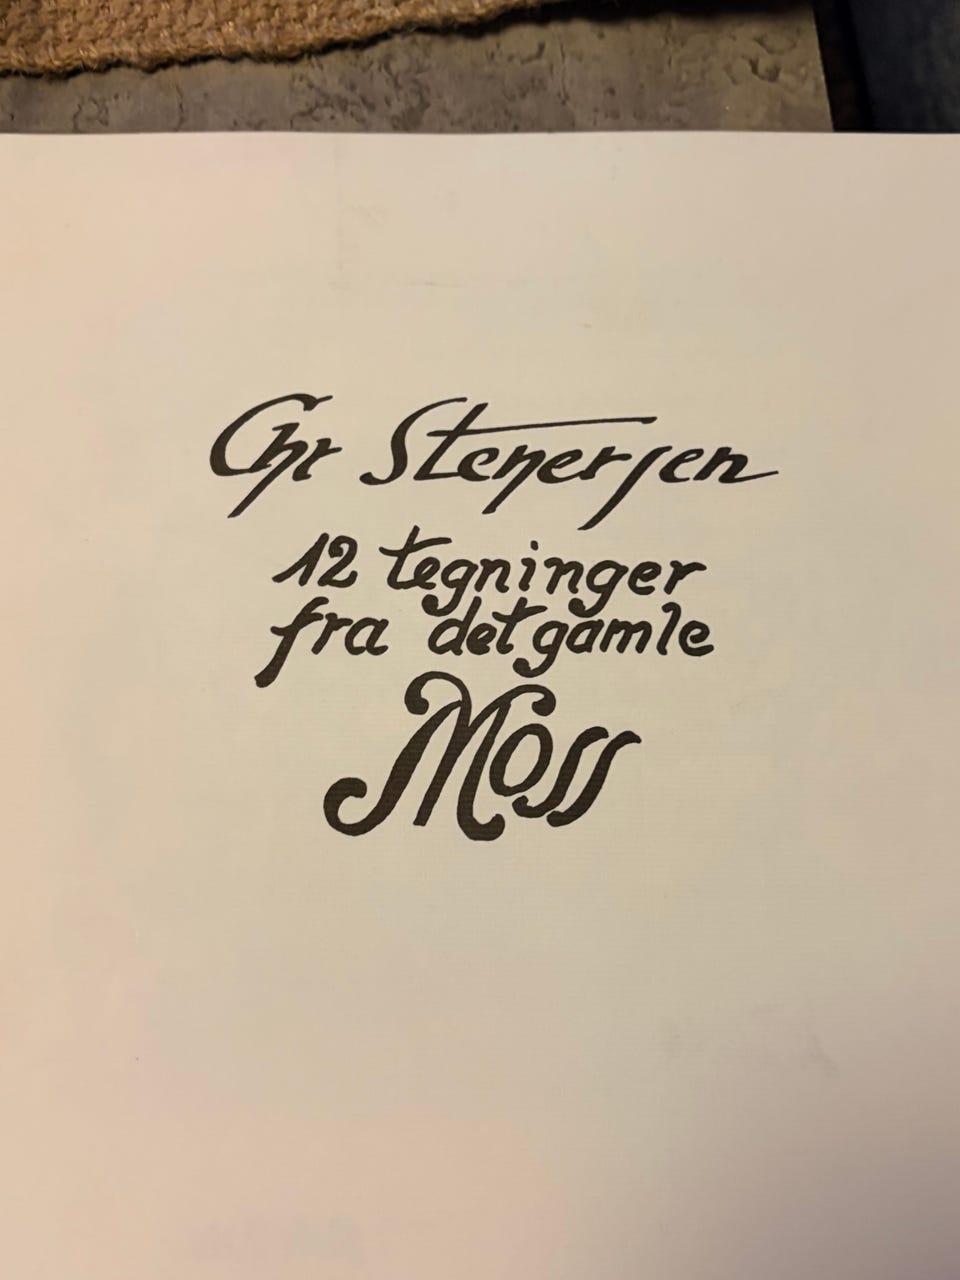 Chr Stenersen
12 tegninger
fra det gamle
Moss